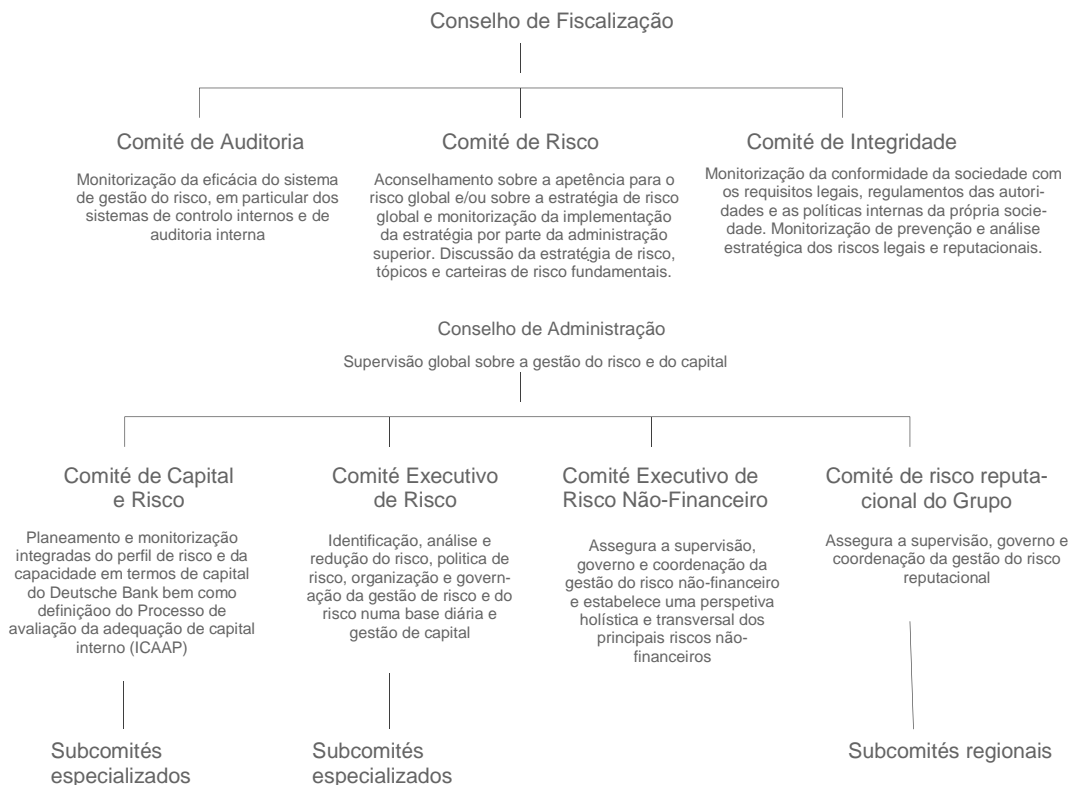 Conselho de Fiscalização
Comité de Auditoria
Monitorização da eficácia do sistema
de gestão do risco, em particular dos
sistemas de controlo internos e de
auditoria interna
Comité de Risco
Aconselhamento sobre a apetência para o
risco global e/ou sobre a estratégia de risco
global e monitorização da implementação
da estratégia por parte da administração
superior. Discussão da estratégia de risco,
tópicos e carteiras de risco fundamentais.
Comité de Integridade
Monitorização da conformidade da sociedade com
os requisitos legais, regulamentos das autori-
dades e as políticas internas da própria socie-
dade. Monitorização de prevenção e análise
estratégica dos riscos legais e reputacionais.
Conselho de Administração
Supervisão global sobre a gestão do risco e do capital
Comité de Capital
e Risco
Planeamento e monitorização
integradas do perfil de risco e da
capacidade em termos de capital
do Deutsche Bank bem como
definiçãoo do Processo de
avaliação da adequação de capital
interno (ICAAP)
Subcomités
especializados
Comité Executivo
de Risco
Identificação, análise e
redução do risco, politica de
risco, organização e govern-
ação da gestão de risco e do
risco numa base diária e
gestão de capital
Subcomités
especializados
Comité Executivo de
Risco Não-Financeiro
Assegura a supervisão,
governo e coordenação da
gestão do risco não-financeiro
e estabelece uma perspetiva
holística e transversal dos
principais riscos não-
financeiros
Comité de risco reputa-
cional do Grupo
Assegura a supervisão, governo e
coordenação da gestão do risco
reputacional
Subcomités regionais